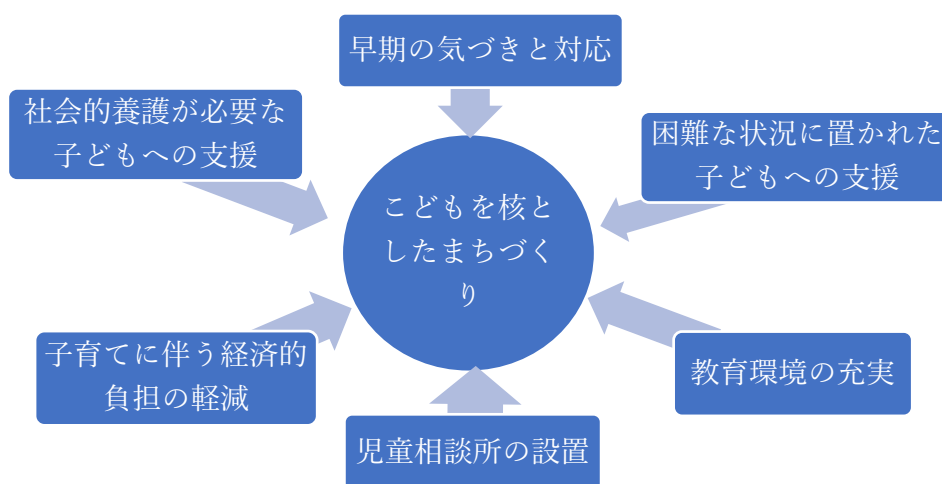 早期の気づきと対応
社会的養護が必要な
子どもへの支援
困難な状況に置かれた
子どもへの支援
こどもを核と
したまちづく
り
子育てに伴う経済的
負担の軽減
教育環境の充実
児童相談所の設置